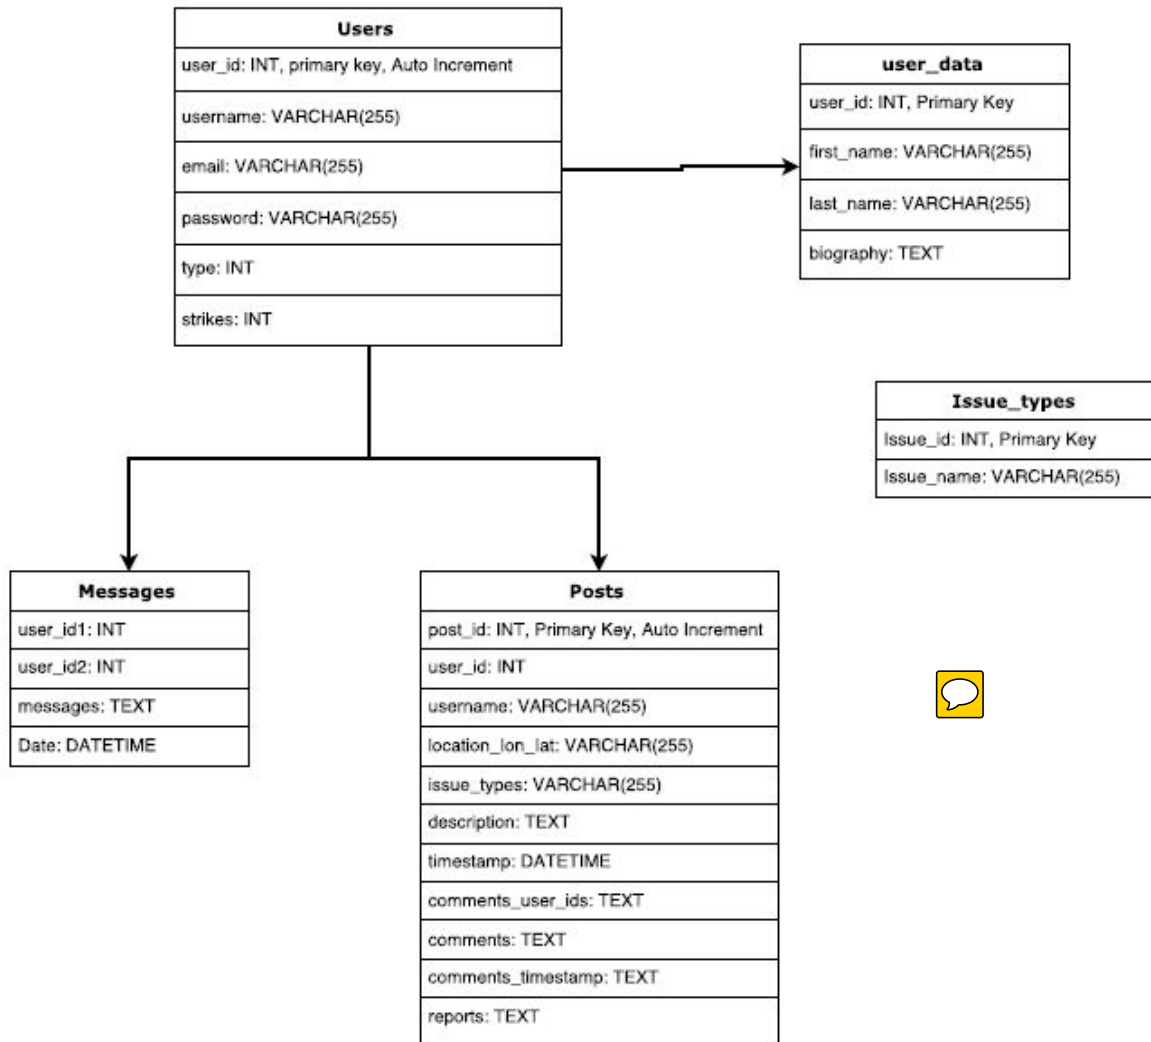 Users
user_id: INT, primary key, Auto Increment
username: VARCHAR(255)
email: VARCHAR(255)
password: VARCHAR(255)
type: INT
strikes: INT
user_data
user_id: INT, Primary Key
first_name: VARCHAR(255)
last_name: VARCHAR(255)
biography: TEXT
Issue_types
Issue_id: INT, Primary Key
Issue_name: VARCHAR(255)
Messages
user_id1: INT
user_id2: INT
messages: TEXT
Date: DATETIME
Posts
post_id: INT, Primary Key, Auto Increment
user_id: INT
username: VARCHAR(255)
location_lon_lat: VARCHAR(255)
issue_types: VARCHAR(255)
description: TEXT
timestamp: DATETIME
comments_user_ids: TEXT
comments: TEXT
comments_timestamp: TEXT
reports: TEXT